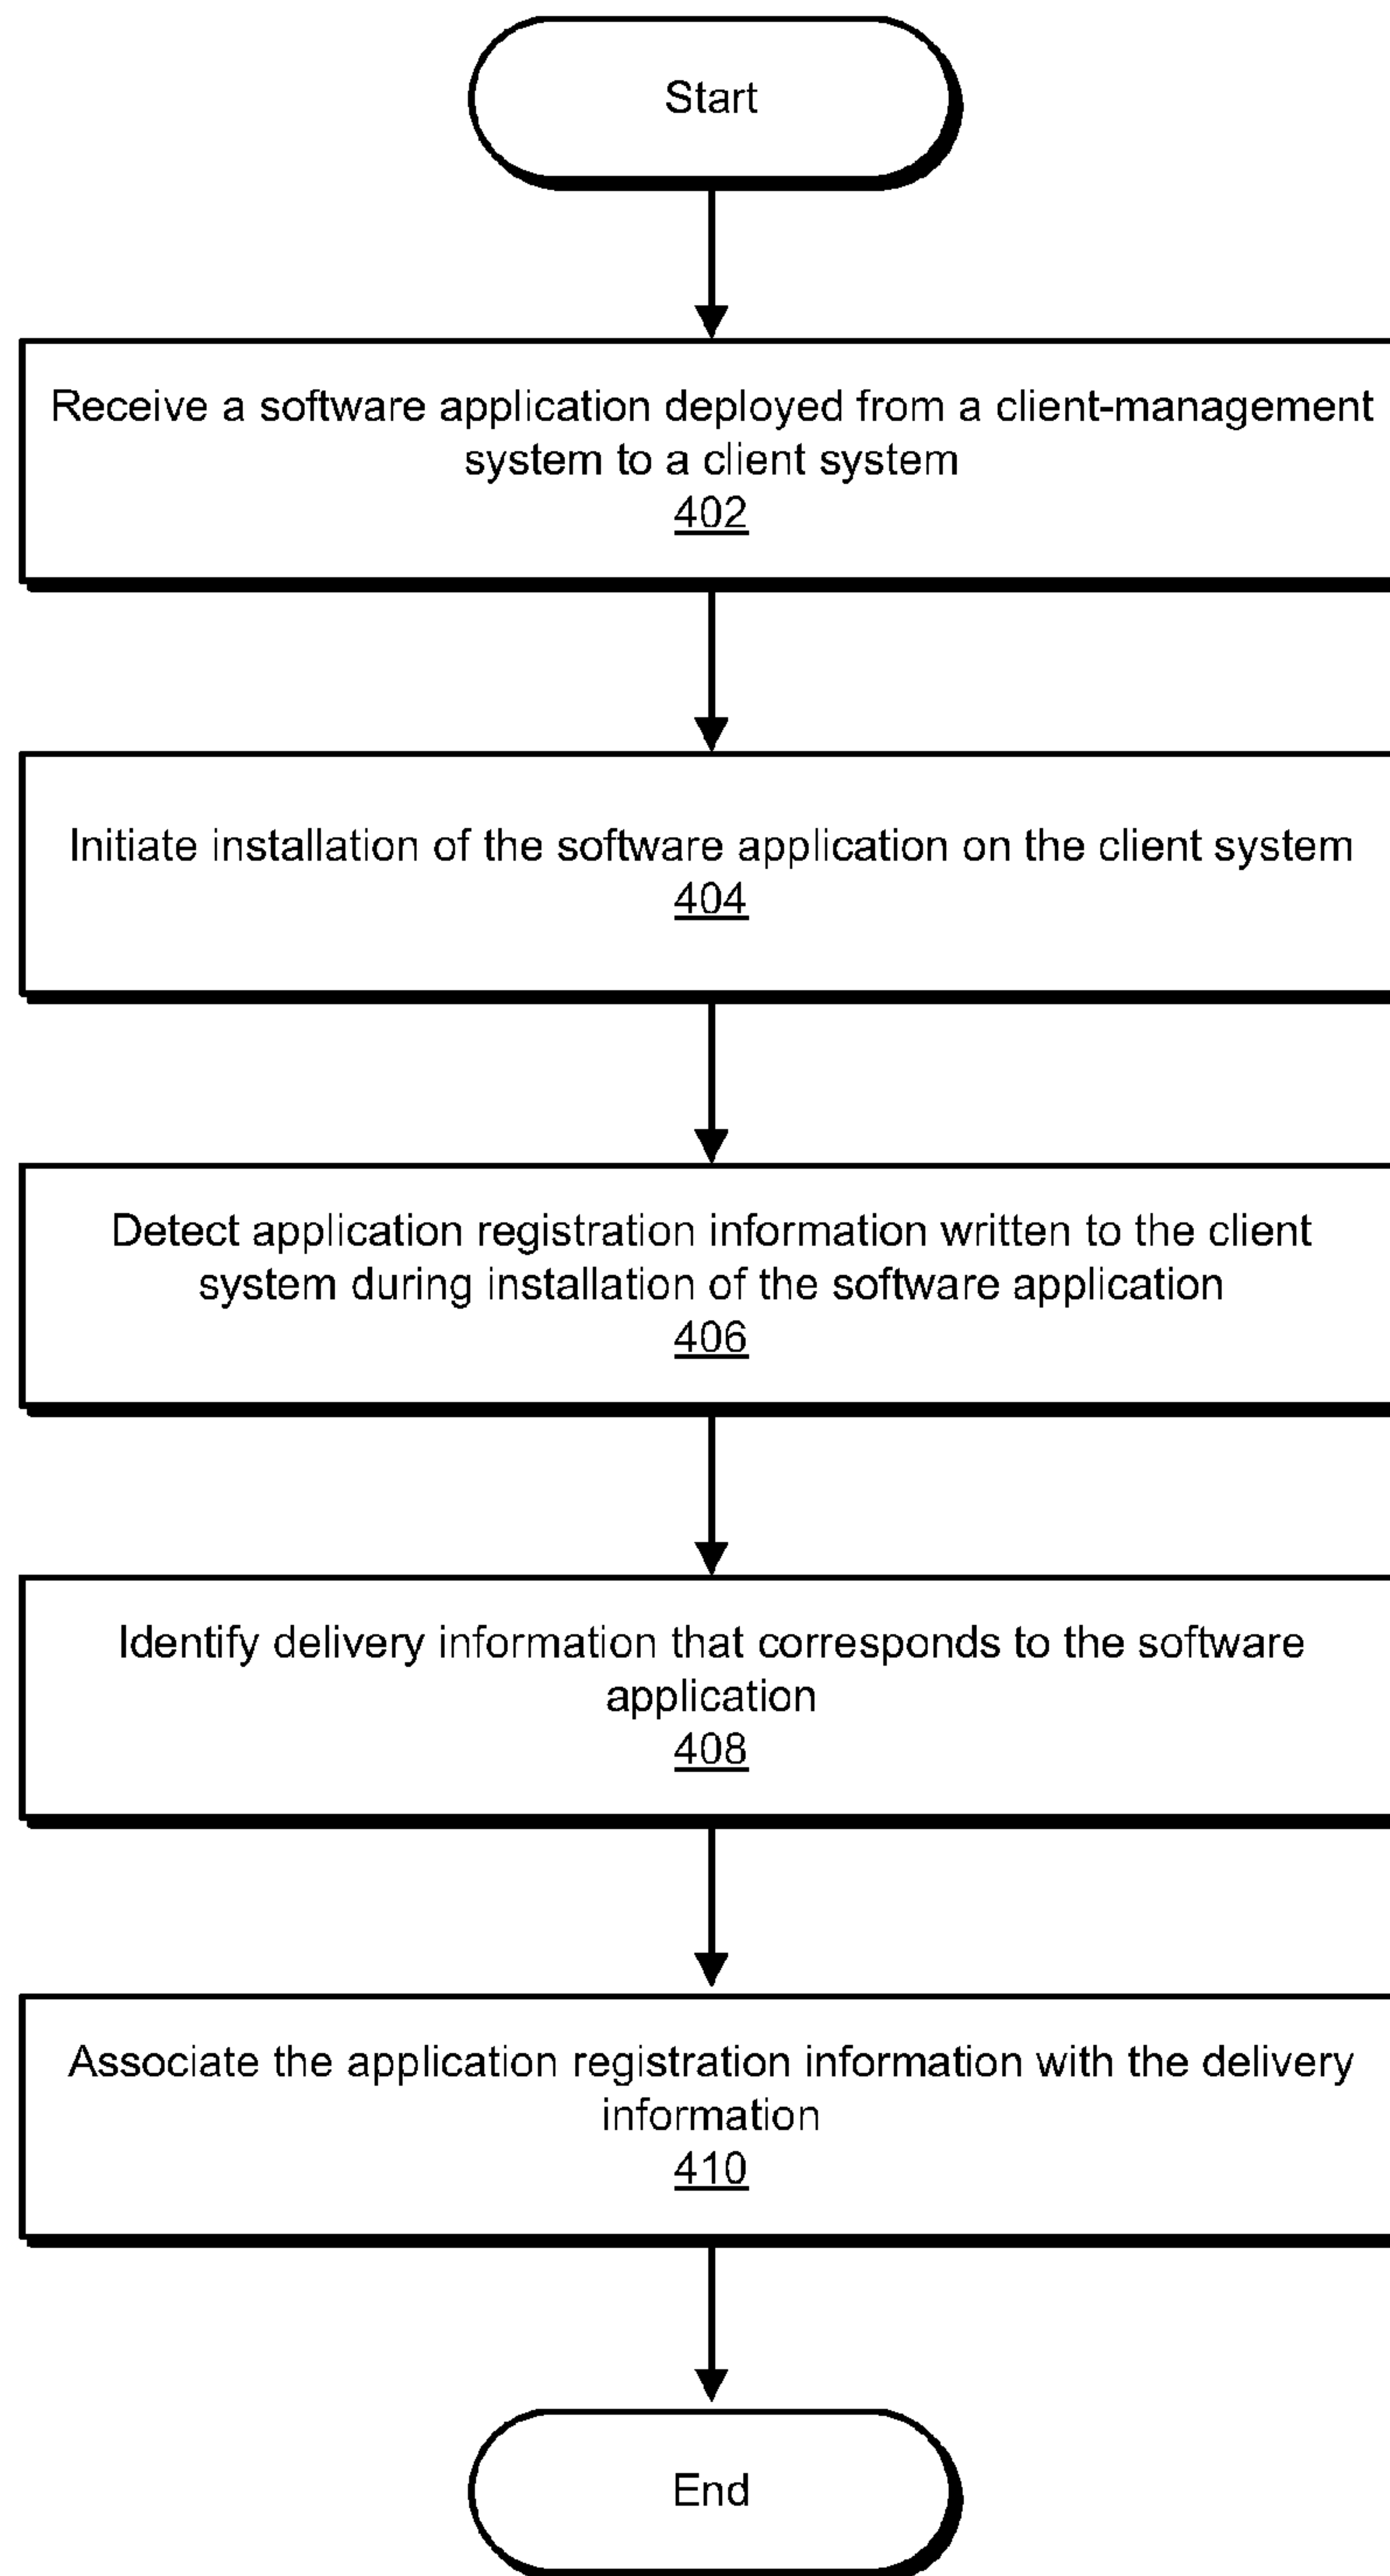 Start
Receive a software application deployed from a client-management
system to a client system
402
Initiate installation of the software application on the client system
404
Detect application registration information written to the client
system during installation of the software application
406
Identify delivery information that corresponds to the software
application
408
Associate the application registration information with the delivery
information
410
End